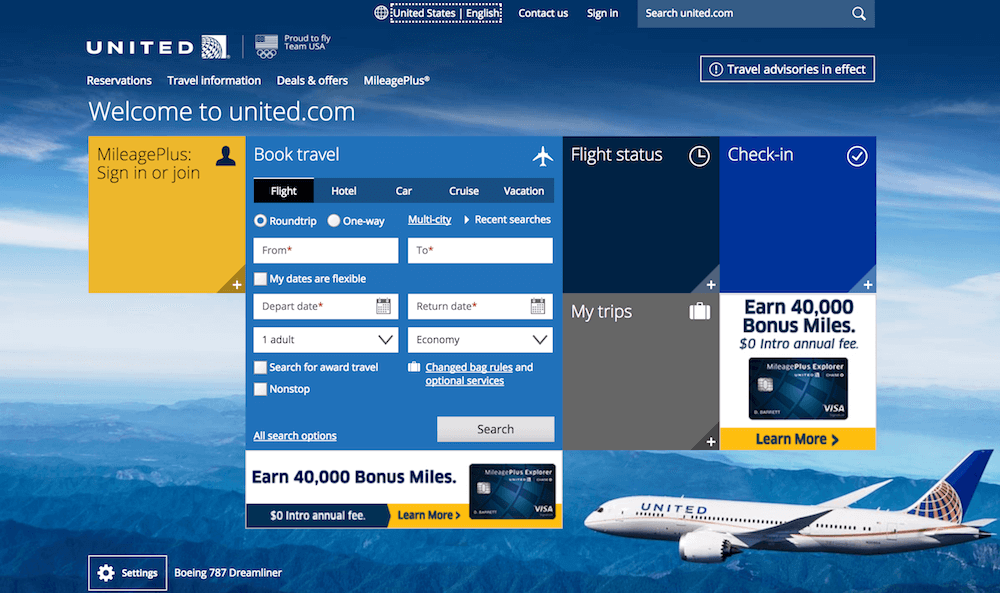 United States | English
Contact us
Sign in
Search united.com
UNITED
Proud to fly
Team USA
Reservations
Travel information
Deals & offers
MileagePlus®
Travel advisories in effect
Welcome to united.com
MileagePlus:
Sign in or join
Book travel
Flight
Hotel
Car
Cruise
Vacation
Roundtrip
One-way
Multi-city
Recent searches
From*
To*
My dates are flexible
Depart date*
Return date*
1 adult
Economy
Search for award travel
Changed bag rules and
optional services
Nonstop
All search options
Search
Flight status
Check-in
My trips
Earn 40,000
Bonus Miles.
$0 Intro annual fee.
MileagePlus Explorer
UNITED
CHASE
D. BARRETT
VISA
Learn More >
Earn 40,000 Bonus Miles.
$0 Intro annual fee.
Learn More >
MileagePlus Explorer
UNITED
D. BARRETT
VISA
UNITED
Settings
Boeing 787 Dreamliner